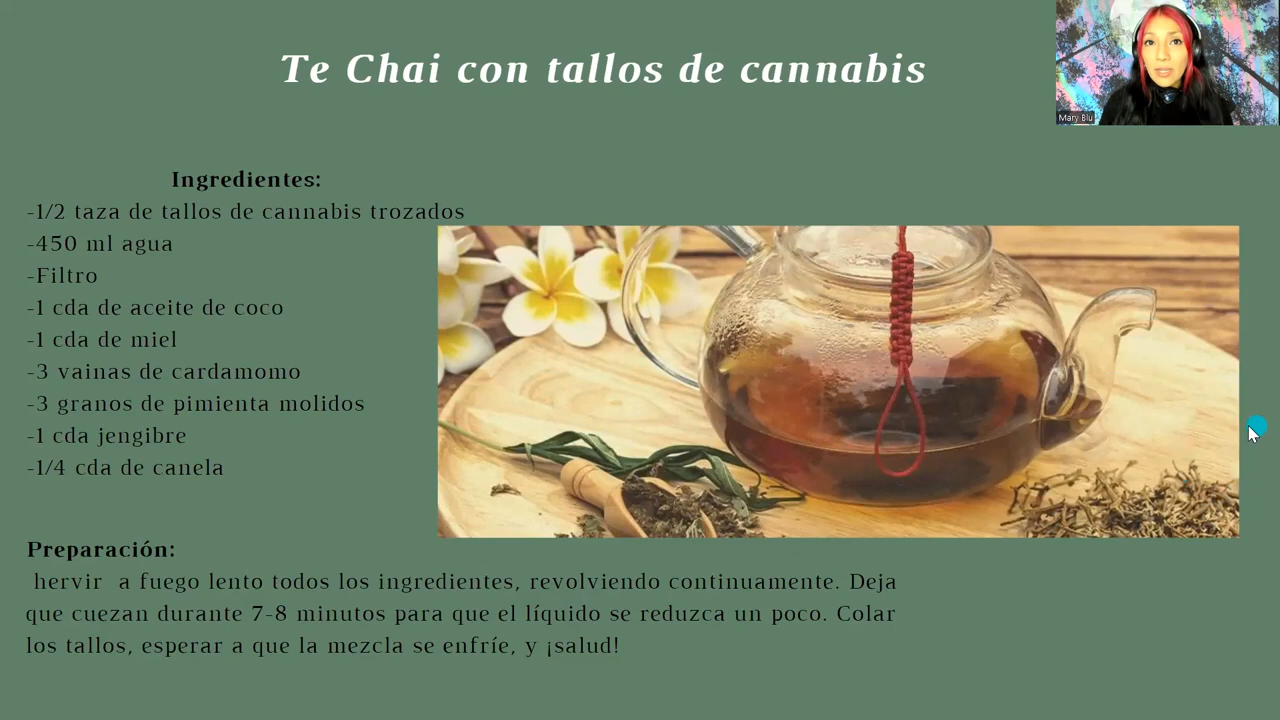 Te Chai con tallos de cannabis
Mary Blu
Ingredientes:
-1/2 taza de tallos de cannabis trozados
-450 ml agua
-Filtro
-1 cda de aceite de coco
-1 cda de miel
-3 vainas de cardamomo
-3 granos de pimienta molidos
-1 cda jengibre
-1/4 cda de canela
Preparación:
hervir a fuego lento todos los ingredientes, revolviendo continuamente. Deja
que cuezan durante 7-8 minutos para que el líquido se reduzca un poco. Colar
los tallos, esperar a que la mezcla se enfríe, y ¡salud!